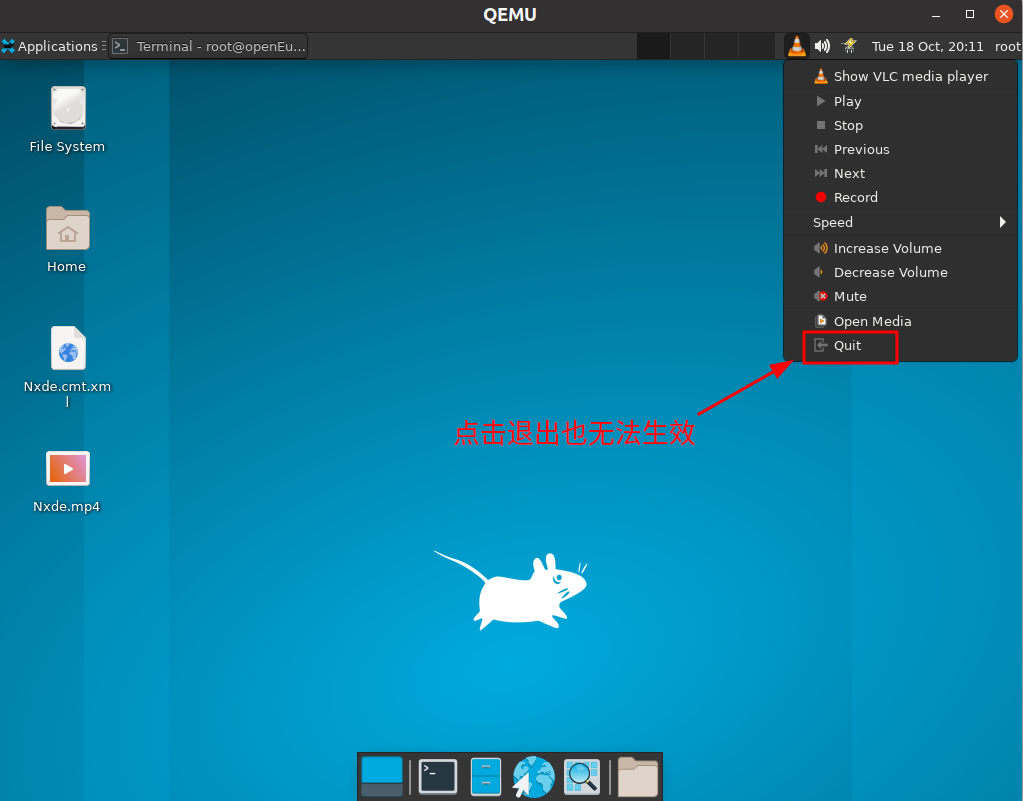 QEMU
Applications
Terminal - root@openEu...
Tue 18 Oct, 20:11
root
Show VLC media player
Play
Stop
Previous
Next
Record
Speed
Increase Volume
Decrease Volume
Mute
Open Media
Quit
点击退出也无法生效
File System
Home
Nxde.cmt.xm
l
Nxde.mp4